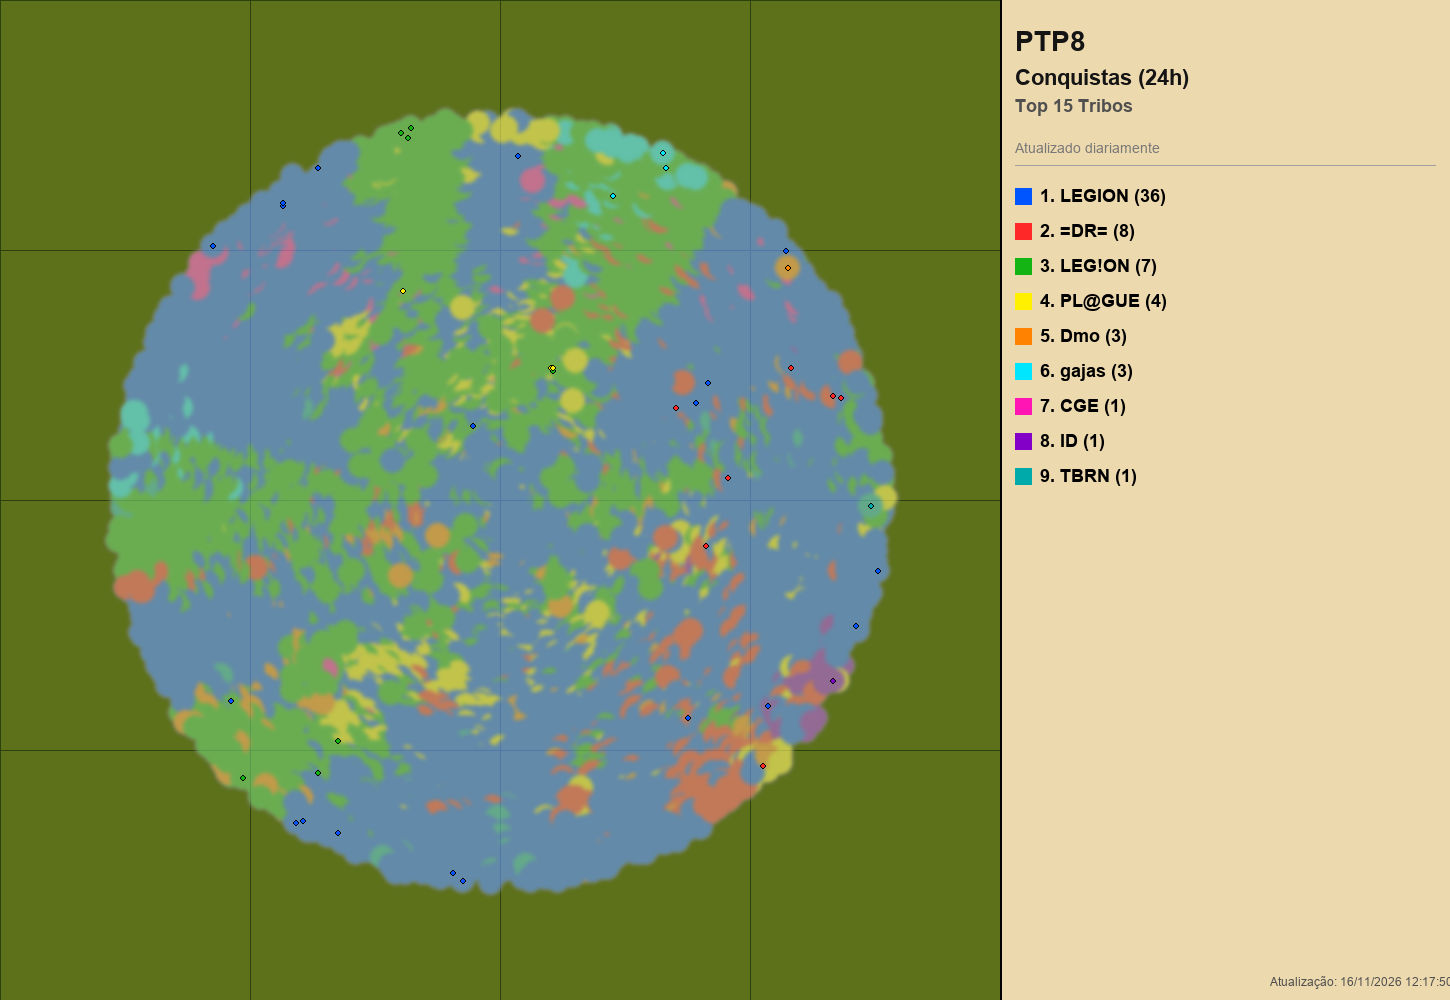 PTP8
Conquistas (24h)
Top 15 Tribos
Atualizado diariamente
1. LEGION (36)
2. =DR= (8)
3. LEG!ON (7)
4. PL@GUE (4)
5. Dmo (3)
6. gajas (3)
7. CGE (1)
8. ID (1)
9. TBRN (1)
Atualização: 16/11/2026 12:17:50